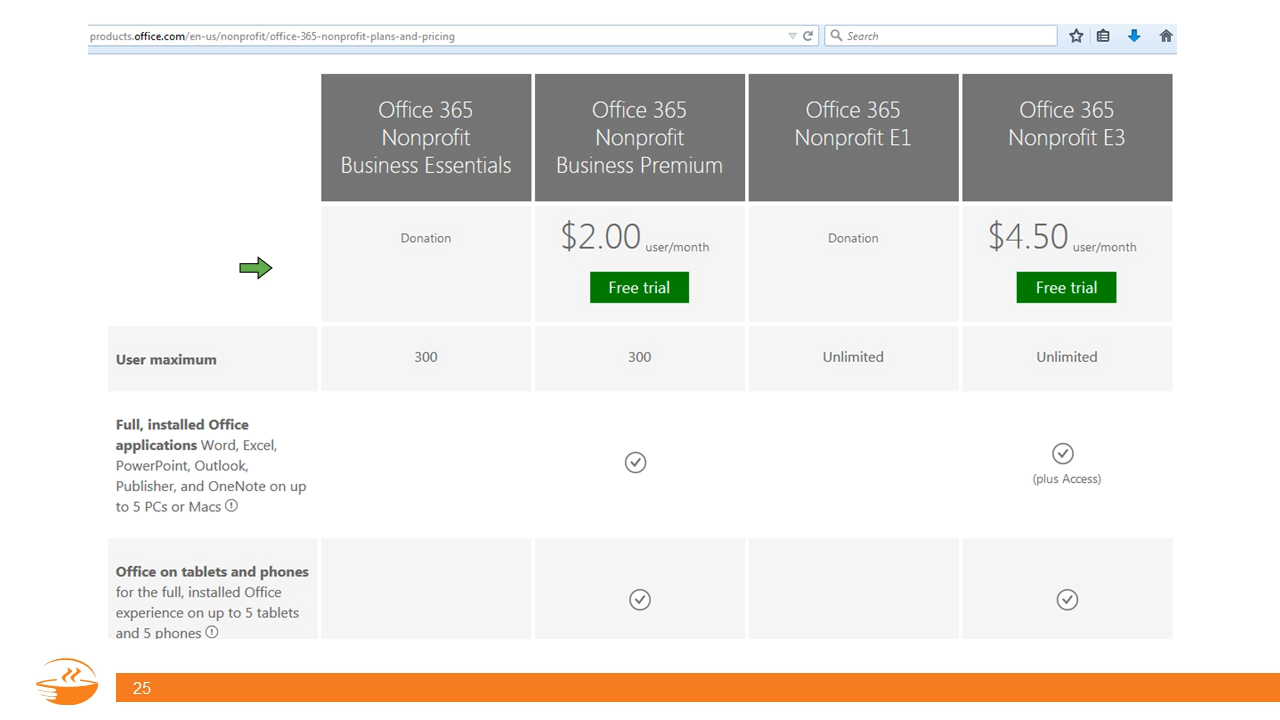 products.office.com/en-us/nonprofit/office-365-nonprofit-plans-and-pricing
Search
Office 365
Nonprofit
Business Essentials
Office 365
Nonprofit
Business Premium
Office 365
Nonprofit E1
Office 365
Nonprofit E3
Donation
$2.00 user/month
Free trial
Donation
$4.50 user/month
Free trial
User maximum
300
300
Unlimited
Unlimited
Full, installed Office
applications Word, Excel,
PowerPoint, Outlook,
Publisher, and OneNote on up
to 5 PCs or Macs
(plus Access)
Office on tablets and phones
for the full, installed Office
experience on up to 5 tablets
and 5 phones
25